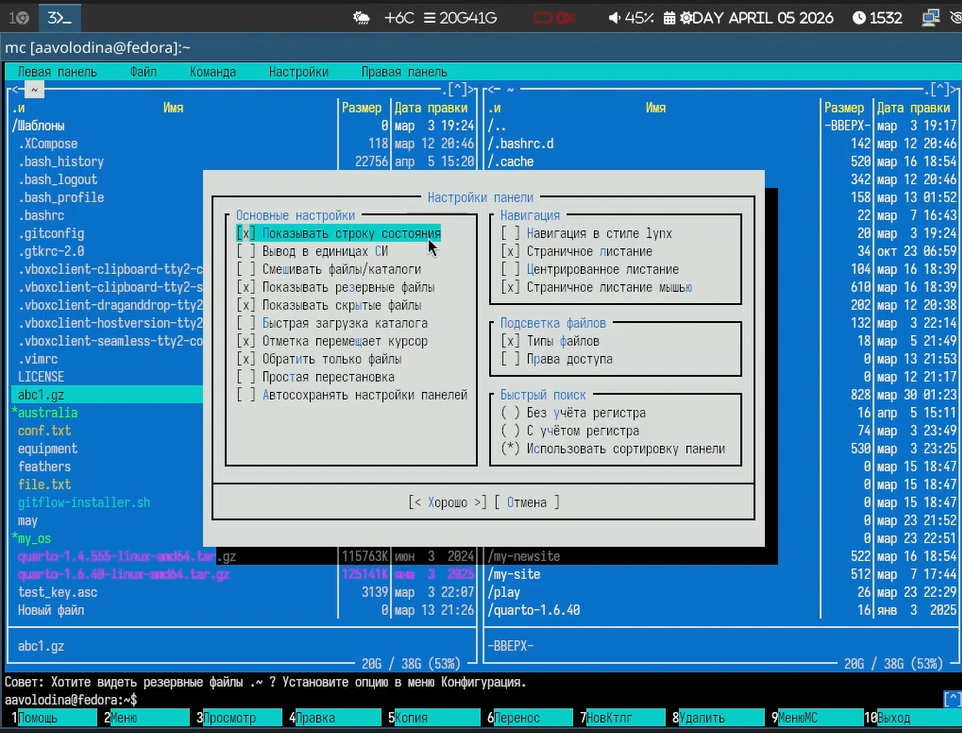 1 3>_ +6C 20G41G 0% 45% DAY APRIL 05 2026 1532
mc [aavolodina@fedora]:~
Левая панель Файл Команда Настройки Правая панель
<- ~ .[^]> <- ~ .[^]>
.и Имя Размер Дата правки .и Имя Размер Дата правки
/Шаблоны 0 мар 3 19:24 /.. -ВВЕРХ- мар 3 19:17
.XCompose 118 мар 12 20:46 /.bashrc.d 142 мар 12 20:46
.bash_history 22756 апр 5 15:20 /.cache 520 мар 16 18:54
.bash_logout 342 мар 12 20:46
.bash_profile Настройки панели 158 мар 13 01:52
.bashrc Основные настройки Навигация 22 мар 7 16:43
.gitconfig [x] Показывать строку состояния [ ] Навигация в стиле lynx 20 мар 3 19:24
.gtkrc-2.0 [ ] Вывод в единицах СИ [x] Страничное листание 34 окт 23 06:59
.vboxclient-clipboard-tty2-c [ ] Смешивать файлы/каталоги [ ] Центрированное листание 104 мар 16 18:39
.vboxclient-clipboard-tty2-s [x] Показывать резервные файлы [x] Страничное листание мышью 610 мар 16 18:39
.vboxclient-draganddrop-tty2 [x] Показывать скрытые файлы 202 мар 12 20:38
.vboxclient-hostversion-tty2 [ ] Быстрая загрузка каталога Подсветка файлов 132 мар 3 22:14
.vboxclient-seamless-tty2-co [x] Отметка перемещает курсор [x] Типы файлов 18 мар 5 21:49
.vimrc [x] Обратить только файлы [ ] Права доступа 0 мар 13 21:53
LICENSE [ ] Простая перестановка 0 мар 12 21:17
abc1.gz [ ] Автосохранять настройки панелей Быстрый поиск 828 мар 30 01:23
*australia ( ) Без учёта регистра 16 апр 5 15:11
conf.txt ( ) С учётом регистра 74 мар 3 23:49
equipment (*) Использовать сортировку панели 530 мар 3 23:25
feathers 0 мар 15 18:47
file.txt 0 мар 15 18:47
gitflow-installer.sh [< Хорошо >] [ Отмена ] 0 мар 15 18:47
may 0 мар 23 21:52
*my_os 0 мар 23 22:51
quarto-1.4.555-linux-amd64.tar.gz 115763K июн 3 2024 /my-newsite 522 мар 16 18:54
quarto-1.6.40-linux-amd64.tar.gz 125141K янв 3 2025 /my-site 512 мар 7 17:44
test_key.asc 3139 мар 3 22:07 /play 26 мар 23 22:29
Новый файл 0 мар 13 21:26 /quarto-1.6.40 16 янв 3 2025
abc1.gz -ВВЕРХ-
20G / 38G (53%) 20G / 38G (53%)
Совет: Хотите видеть резервные файлы .~ ? Установите опцию в меню Конфигурация.
aavolodina@fedora:~$ [^]
1Помощь 2Меню 3Просмотр 4Правка 5Копия 6Перенос 7НовКтлг 8Удалить 9МенюМС 10Выход